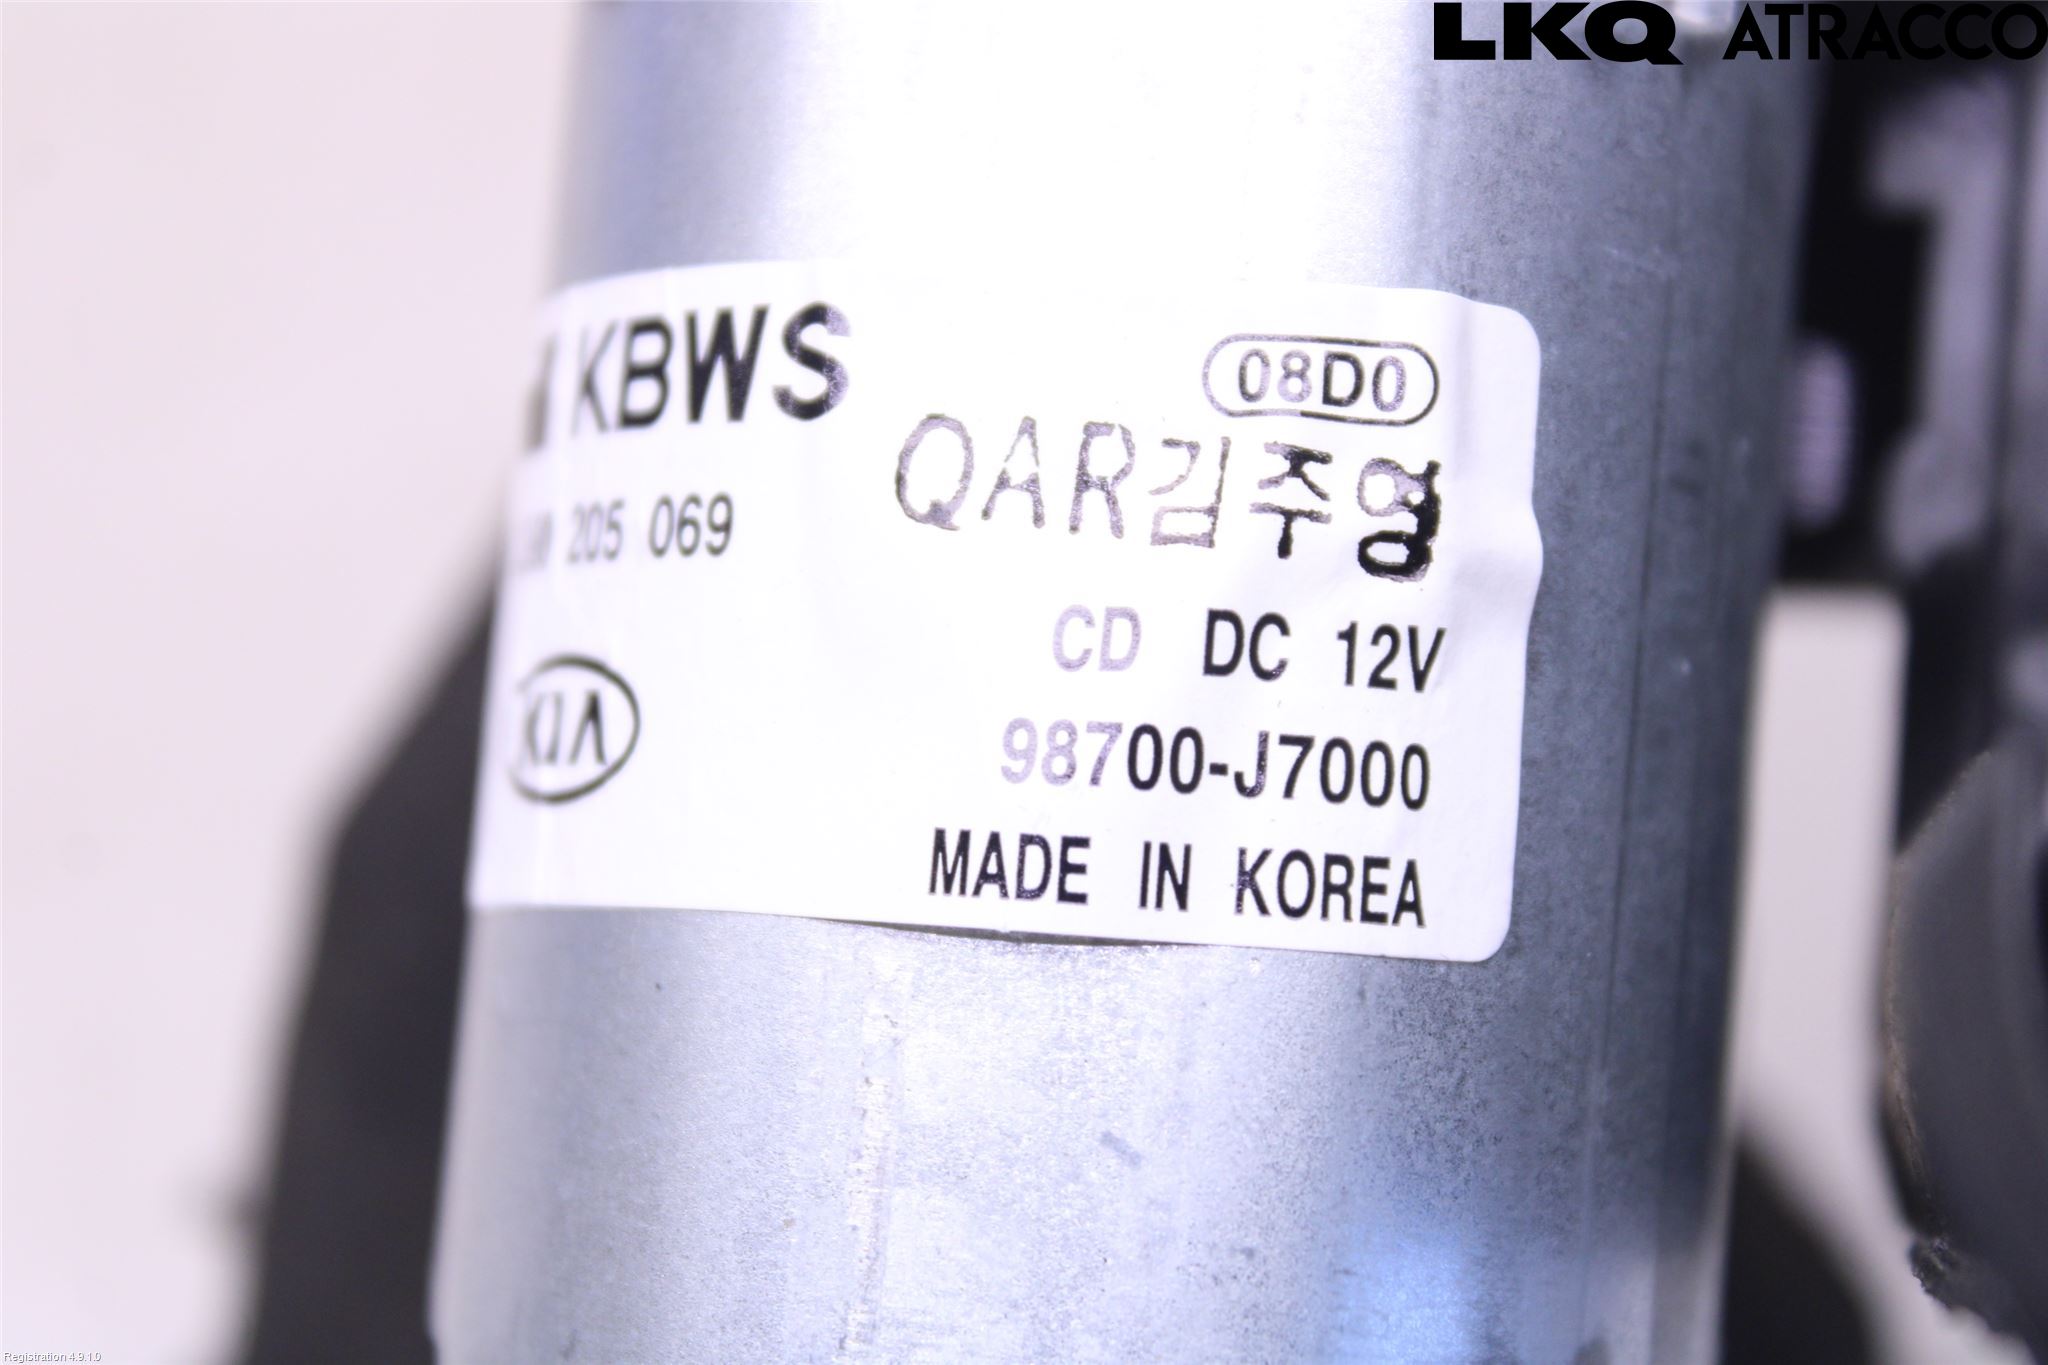 LKQ ATRACCO
KBWS
08D0
QAR김주영
205 069
CD DC 12V
KIA
98700-J7000
MADE IN KOREA
Registration 4.9.1.0